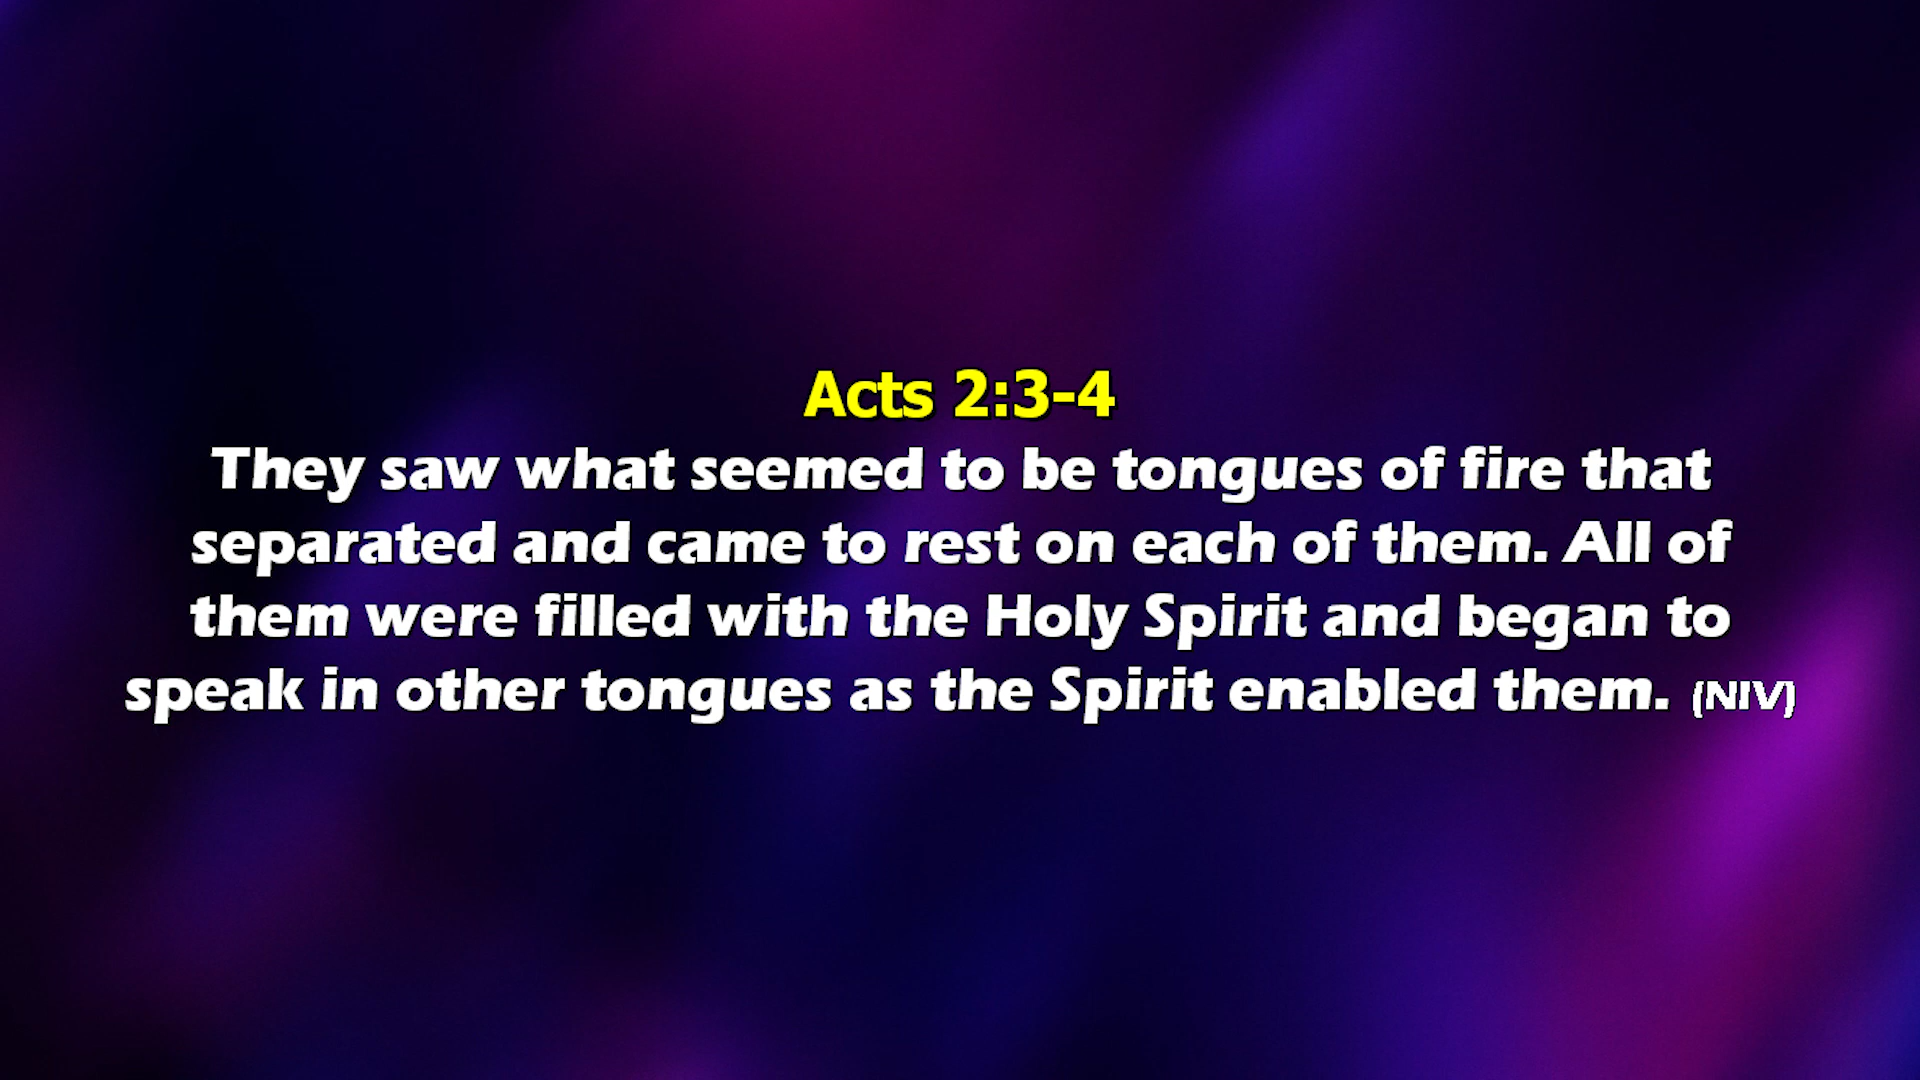 Acts 2:3-4
They saw what seemed to be tongues of fire that
separated and came to rest on each of them. All of
them were filled with the Holy Spirit and began to
speak in other tongues as the Spirit enabled them. (NIV)